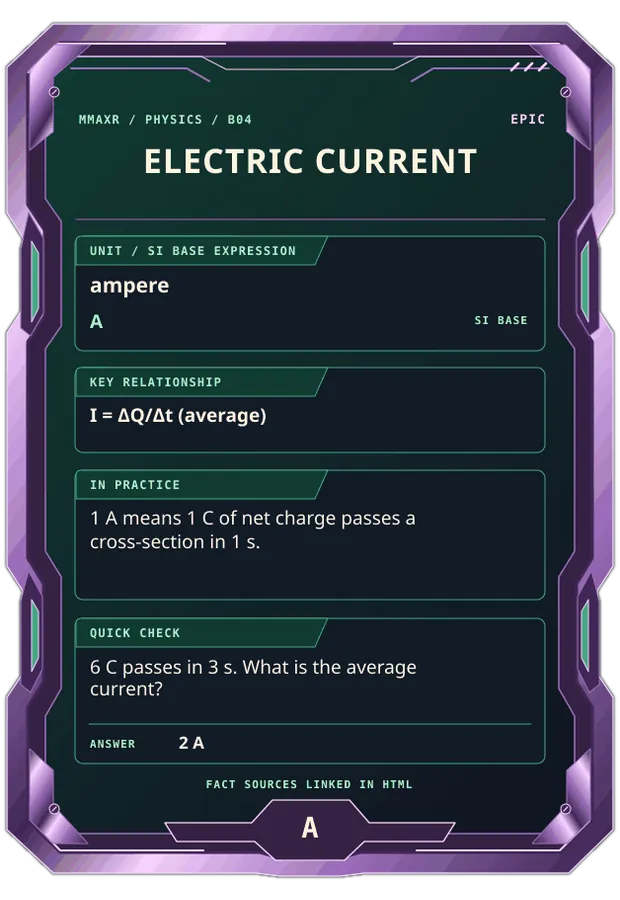 MMAXR / PHYSICS / B04
EPIC
ELECTRIC CURRENT
UNIT / SI BASE EXPRESSION
ampere
A
SI BASE
KEY RELATIONSHIP
I = ΔQ/Δt (average)
IN PRACTICE
1 A means 1 C of net charge passes a
cross-section in 1 s.
QUICK CHECK
6 C passes in 3 s. What is the average
current?
ANSWER 2 A
FACT SOURCES LINKED IN HTML
A